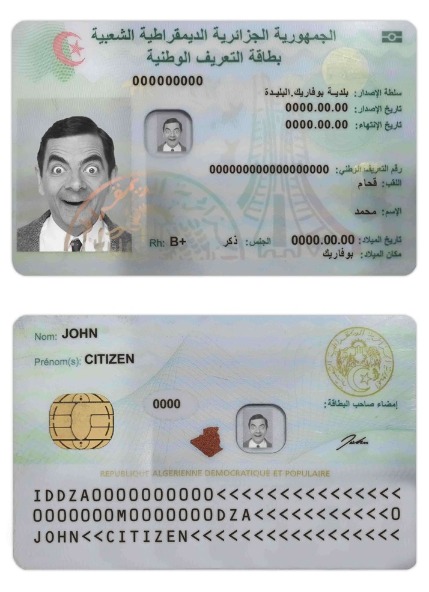 الجمهورية الجزائرية الديمقراطية الشعبية
بطاقة التعريف الوطنية
000000000
سلطة الإصدار: بلدية بوفاريك.البليدة
تاريخ الإصدار: 0000.00.00
تاريخ الإنتهاء: 0000.00.00
رقم التعريف الوطني: 000000000000000000
اللقب: قحام
الإسم: محمد
تاريخ الميلاد: 0000.00.00 الجنس: ذكر Rh: B+
مكان الميلاد: بوفاريك
Nom: JOHN
Prénom(s): CITIZEN
0000
إمضاء صاحب البطاقة:
John
REPUBLIQUE ALGERIENNE DEMOCRATIQUE ET POPULAIRE
IDDZA0000000000<<<<<<<<<<<<<<<
0000000M0000000DZA<<<<<<<<<<<0
JOHN<<CITIZEN<<<<<<<<<<<<<<<<<